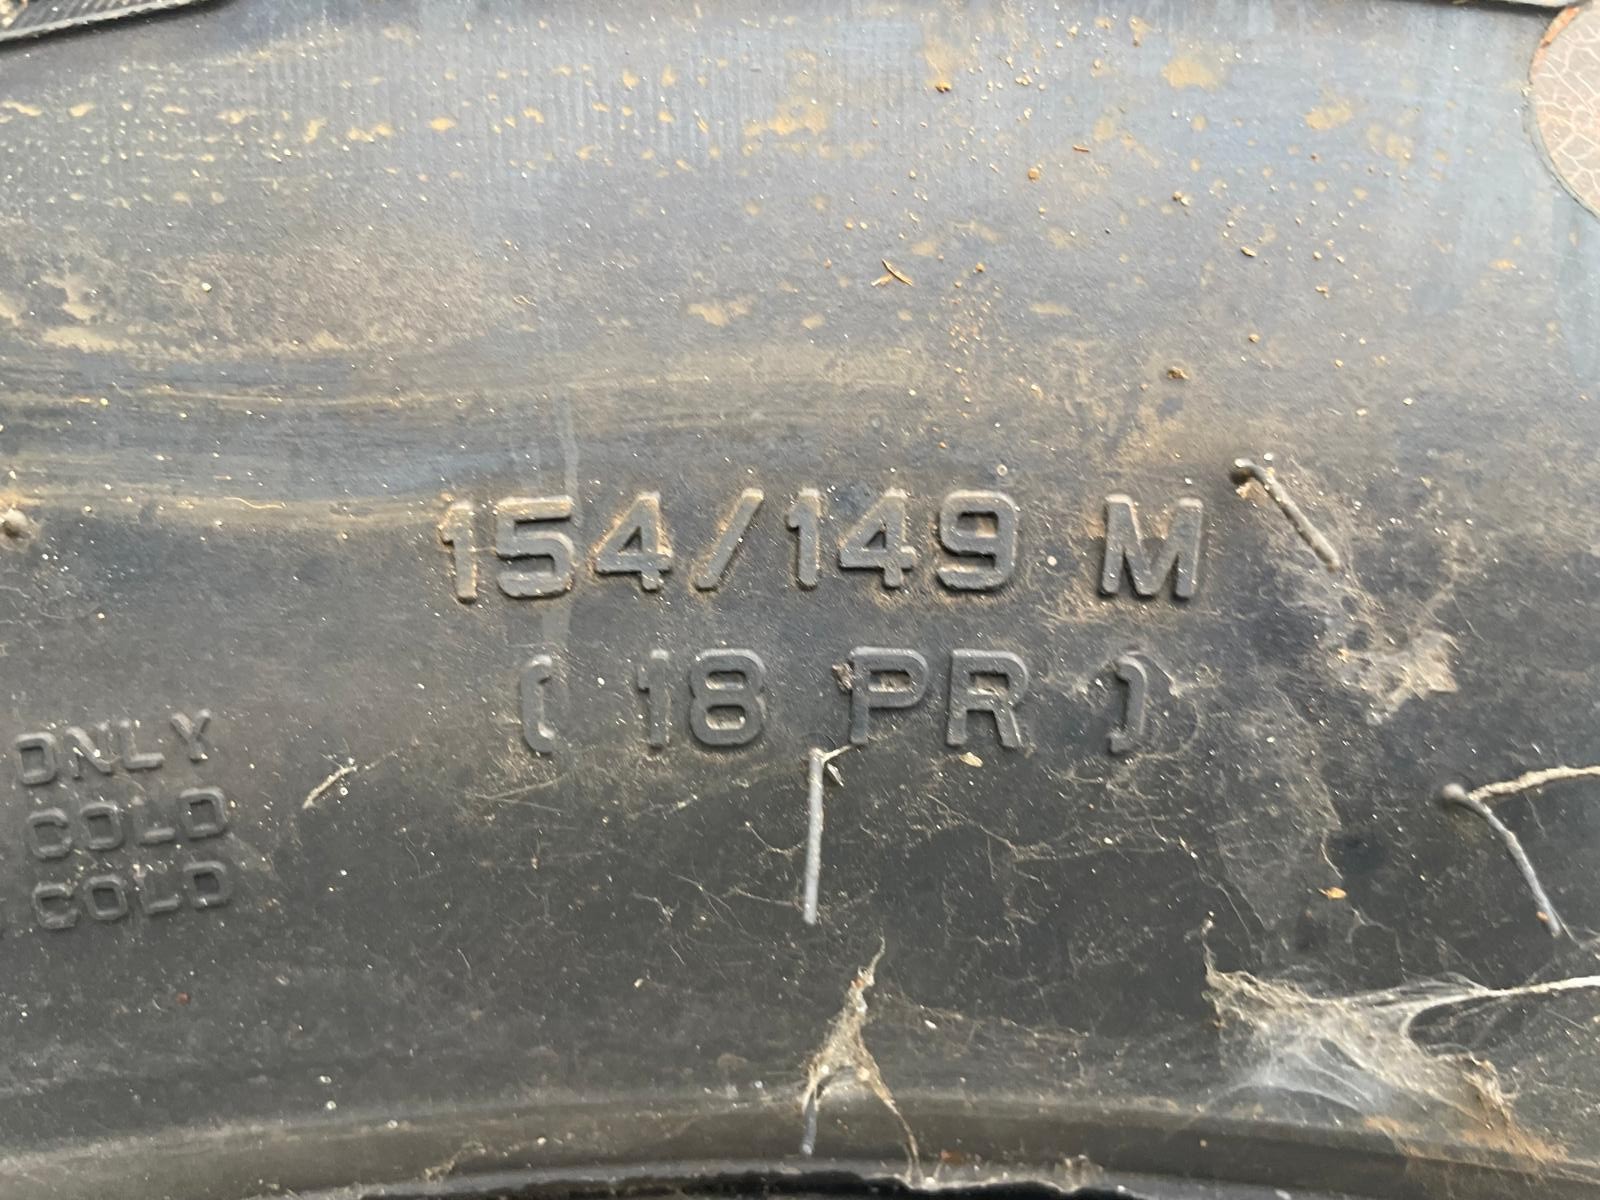 154/149 M
( 18 PR )
ONLY
COLD
COLD